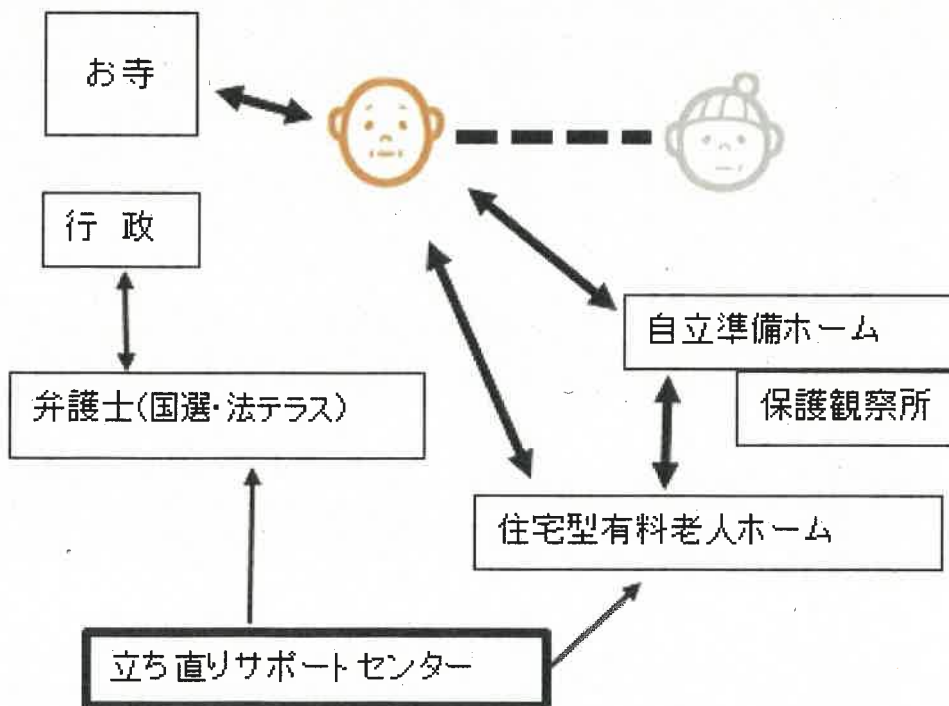 お寺
行 政
自立準備ホーム
弁護士(国選・法テラス)
保護観察所
住宅型有料老人ホーム
立ち直りサポートセンター